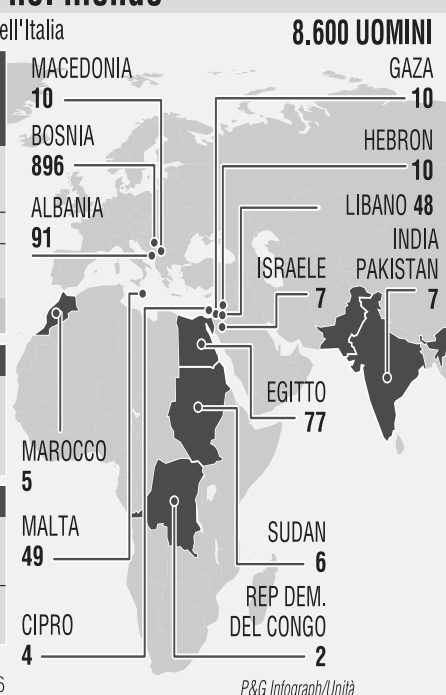 ell'Italia
8.600 UOMINI
MACEDONIA
10
BOSNIA
896
ALBANIA
91
GAZA
10
HEBRON
10
LIBANO 48
INDIA
PAKISTAN
7
ISRAELE
7
EGITTO
77
MAROCCO
5
MALTA
49
CIPRO
4
SUDAN
6
REP DEM.
DEL CONGO
2
6
P&G Infograph/Unità